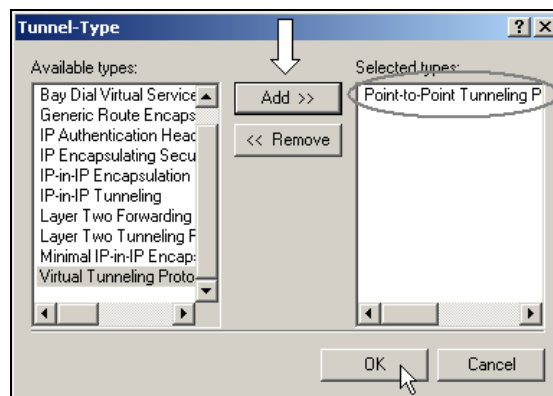 Tunnel-Type
Available types:
Bay Dial Virtual Service
Generic Route Encaps
IP Authentication Head
IP Encapsulating Secu
IP-in-IP Encapsulation
IP-in-IP Tunneling
Layer Two Forwarding
Layer Two Tunneling P
Minimal IP-in-IP Encap
Virtual Tunneling Proto
Add >>
<< Remove
Selected types:
Point-to-Point Tunneling P
OK
Cancel